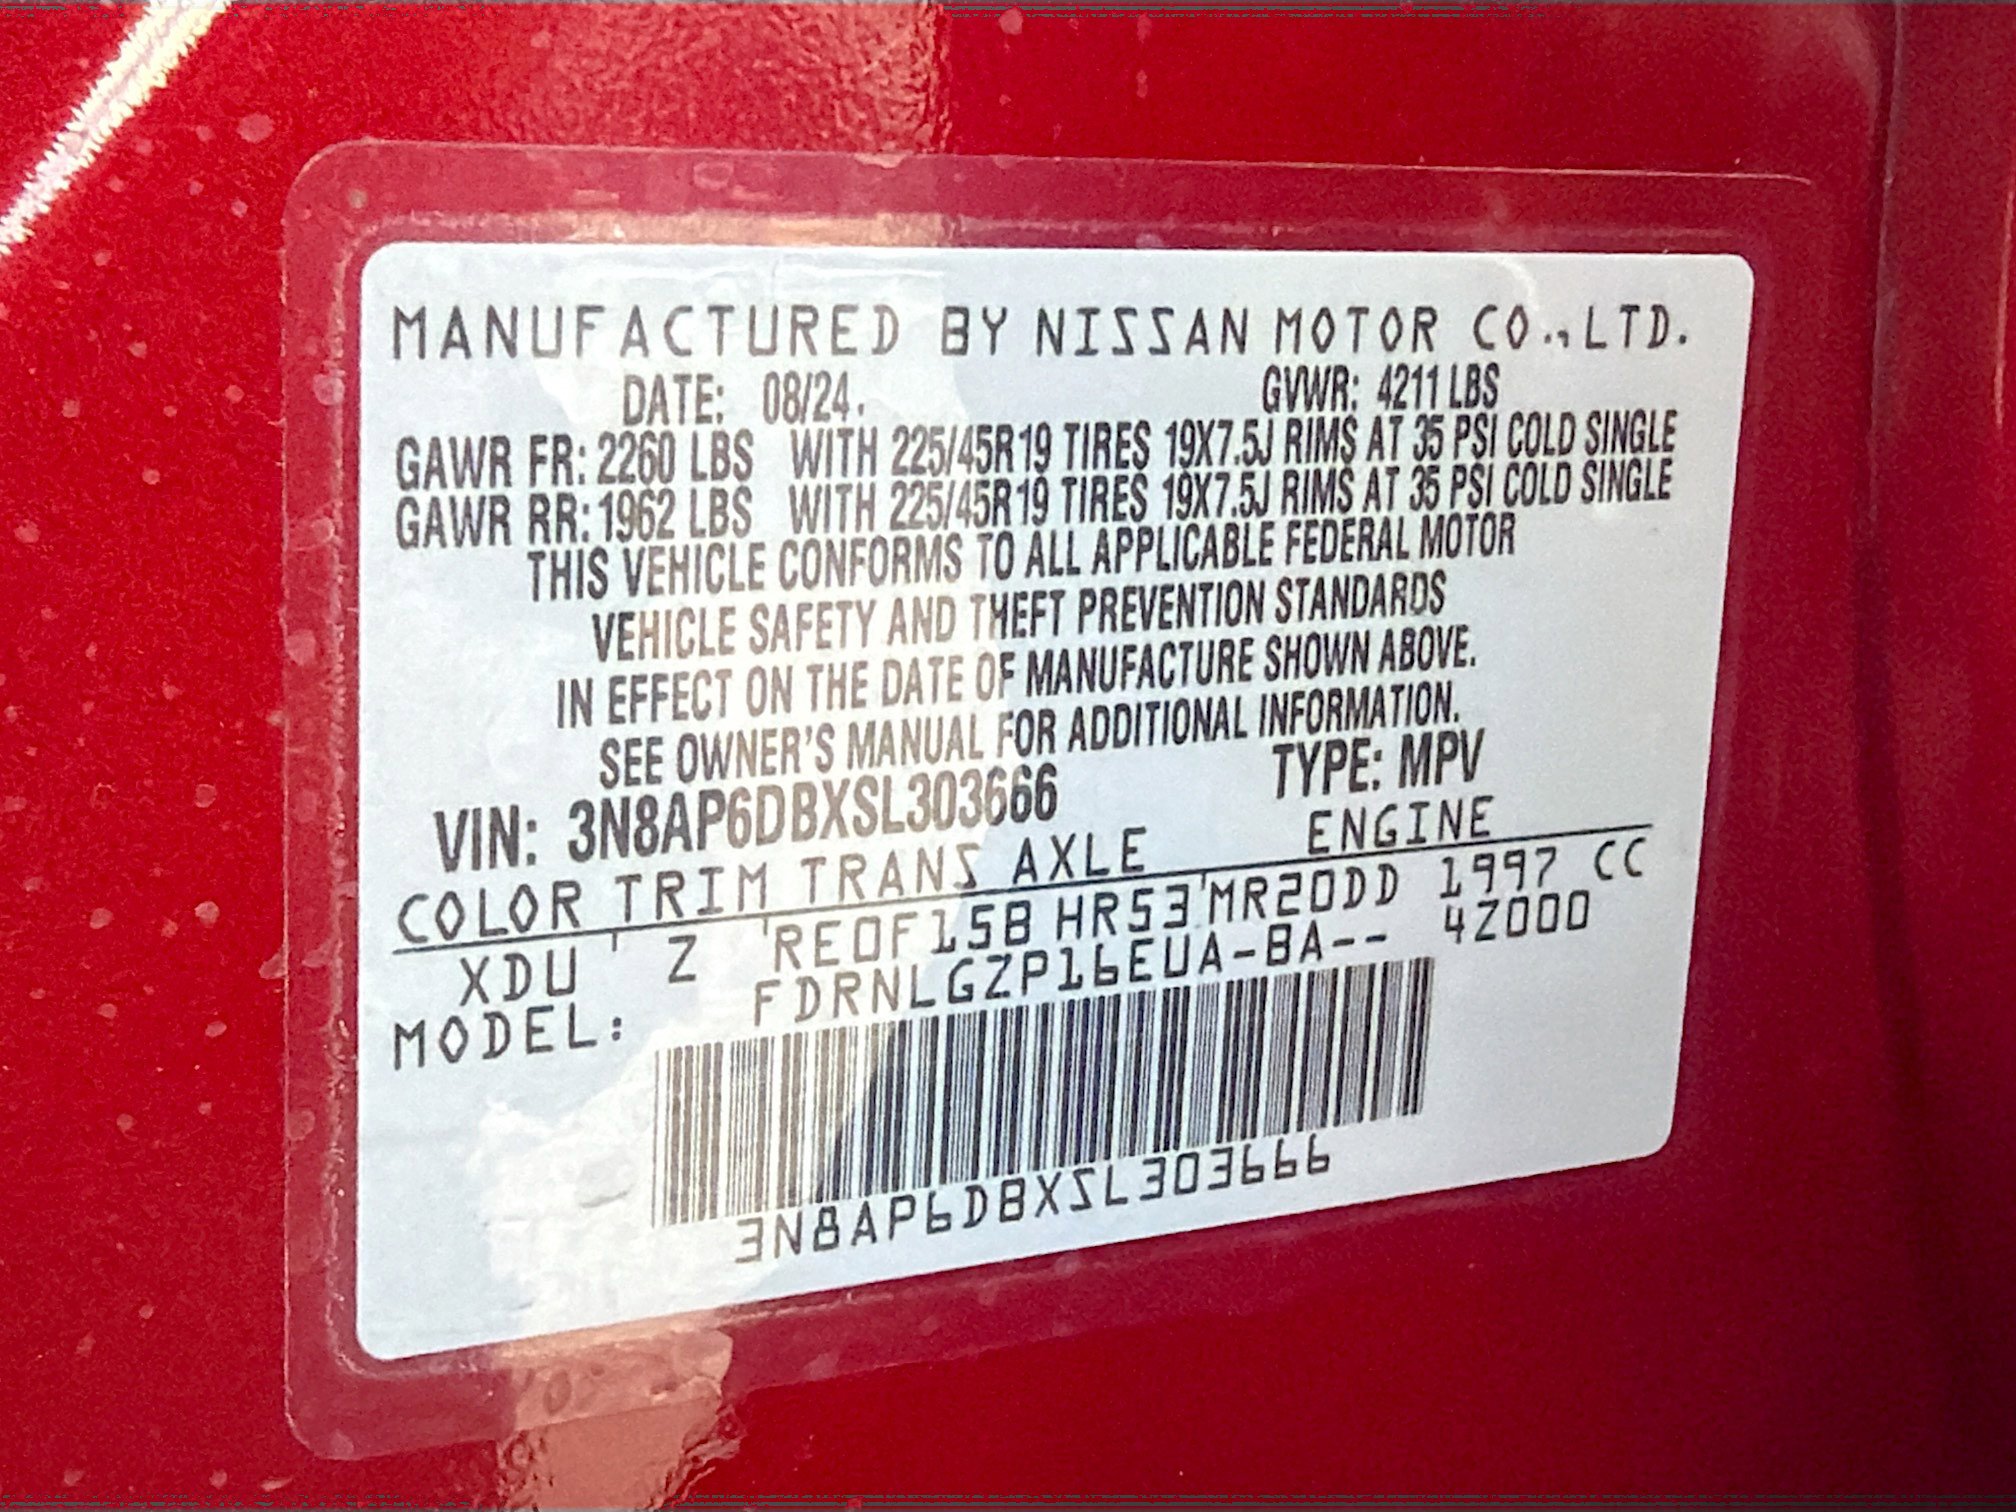 MANUFACTURED BY NISSAN MOTOR CO., LTD.
DATE: 08/24. GVWR: 4211 LBS
GAWR FR: 2260 LBS WITH 225/45R19 TIRES 19X7.5J RIMS AT 35 PSI COLD SINGLE
GAWR RR: 1962 LBS WITH 225/45R19 TIRES 19X7.5J RIMS AT 35 PSI COLD SINGLE
THIS VEHICLE CONFORMS TO ALL APPLICABLE FEDERAL MOTOR
VEHICLE SAFETY AND THEFT PREVENTION STANDARDS
IN EFFECT ON THE DATE OF MANUFACTURE SHOWN ABOVE.
SEE OWNER'S MANUAL FOR ADDITIONAL INFORMATION.
VIN: 3N8AP6DBXSL303666 TYPE: MPV
COLOR TRIM TRANS AXLE ENGINE
XDU Z RE0F15B HR53 MR20DD 1997 CC
MODEL: FDRNLGZP16EUA-BA-- 4Z000
3N8AP6DBXSL303666